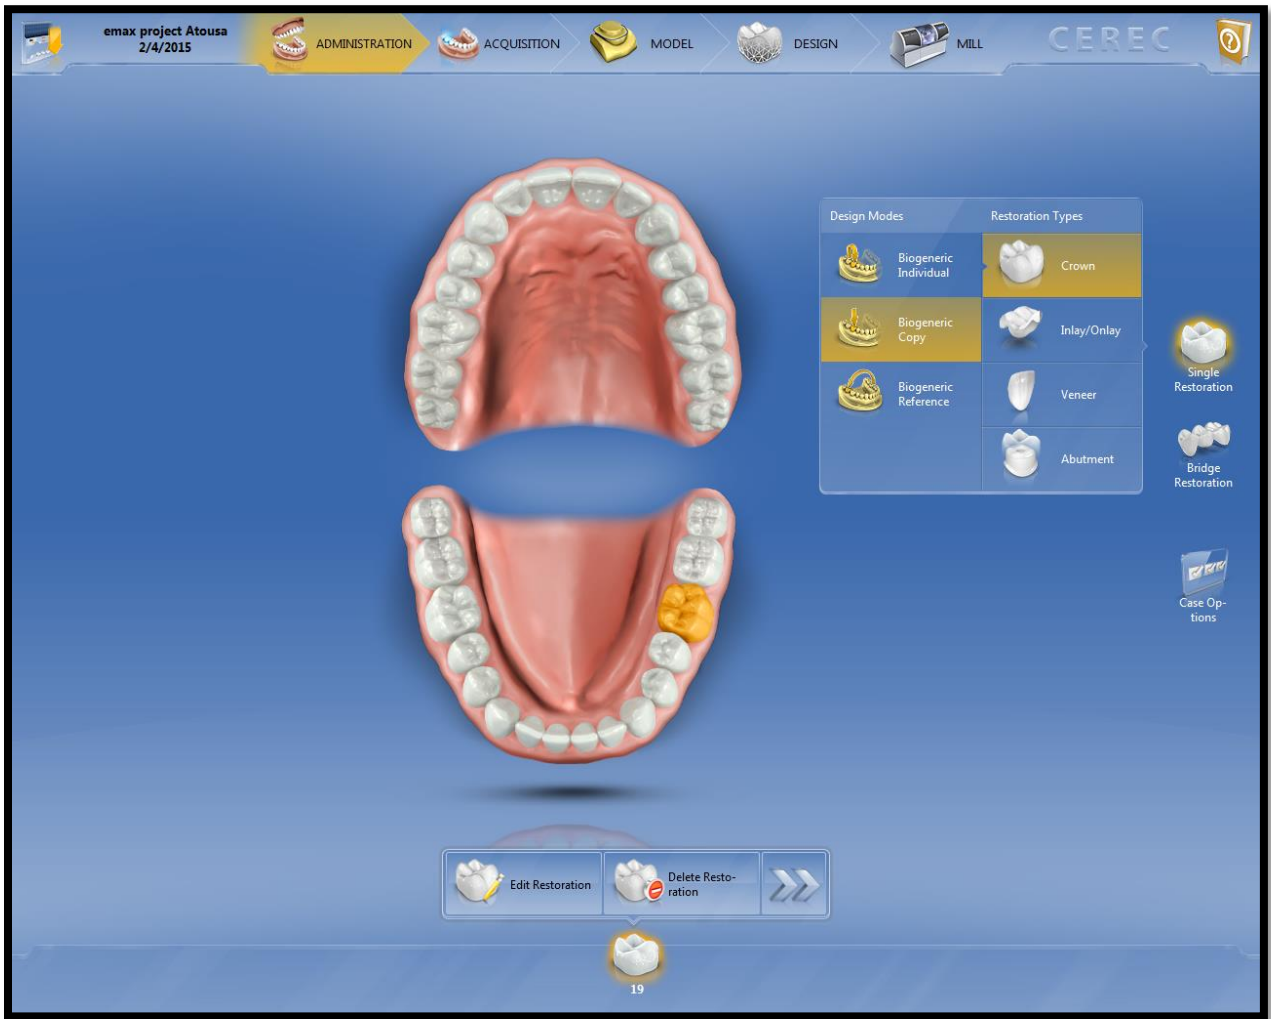 emax project Atousa
2/4/2015
ADMINISTRATION
ACQUISITION
MODEL
DESIGN
MILL
CEREC
?
Design Modes
Restoration Types
Biogeneric
Individual
Crown
Biogeneric
Copy
Inlay/Onlay
Biogeneric
Reference
Veneer
Abutment
Single
Restoration
Bridge
Restoration
Case Op-
tions
Edit Restoration
Delete Resto-
ration
19